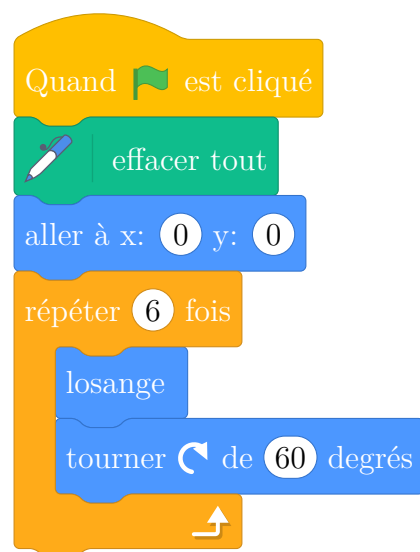 Quand est cliqué
effacer tout
aller à x: 0 y: 0
répéter 6 fois
losange
tourner de 60 degrés